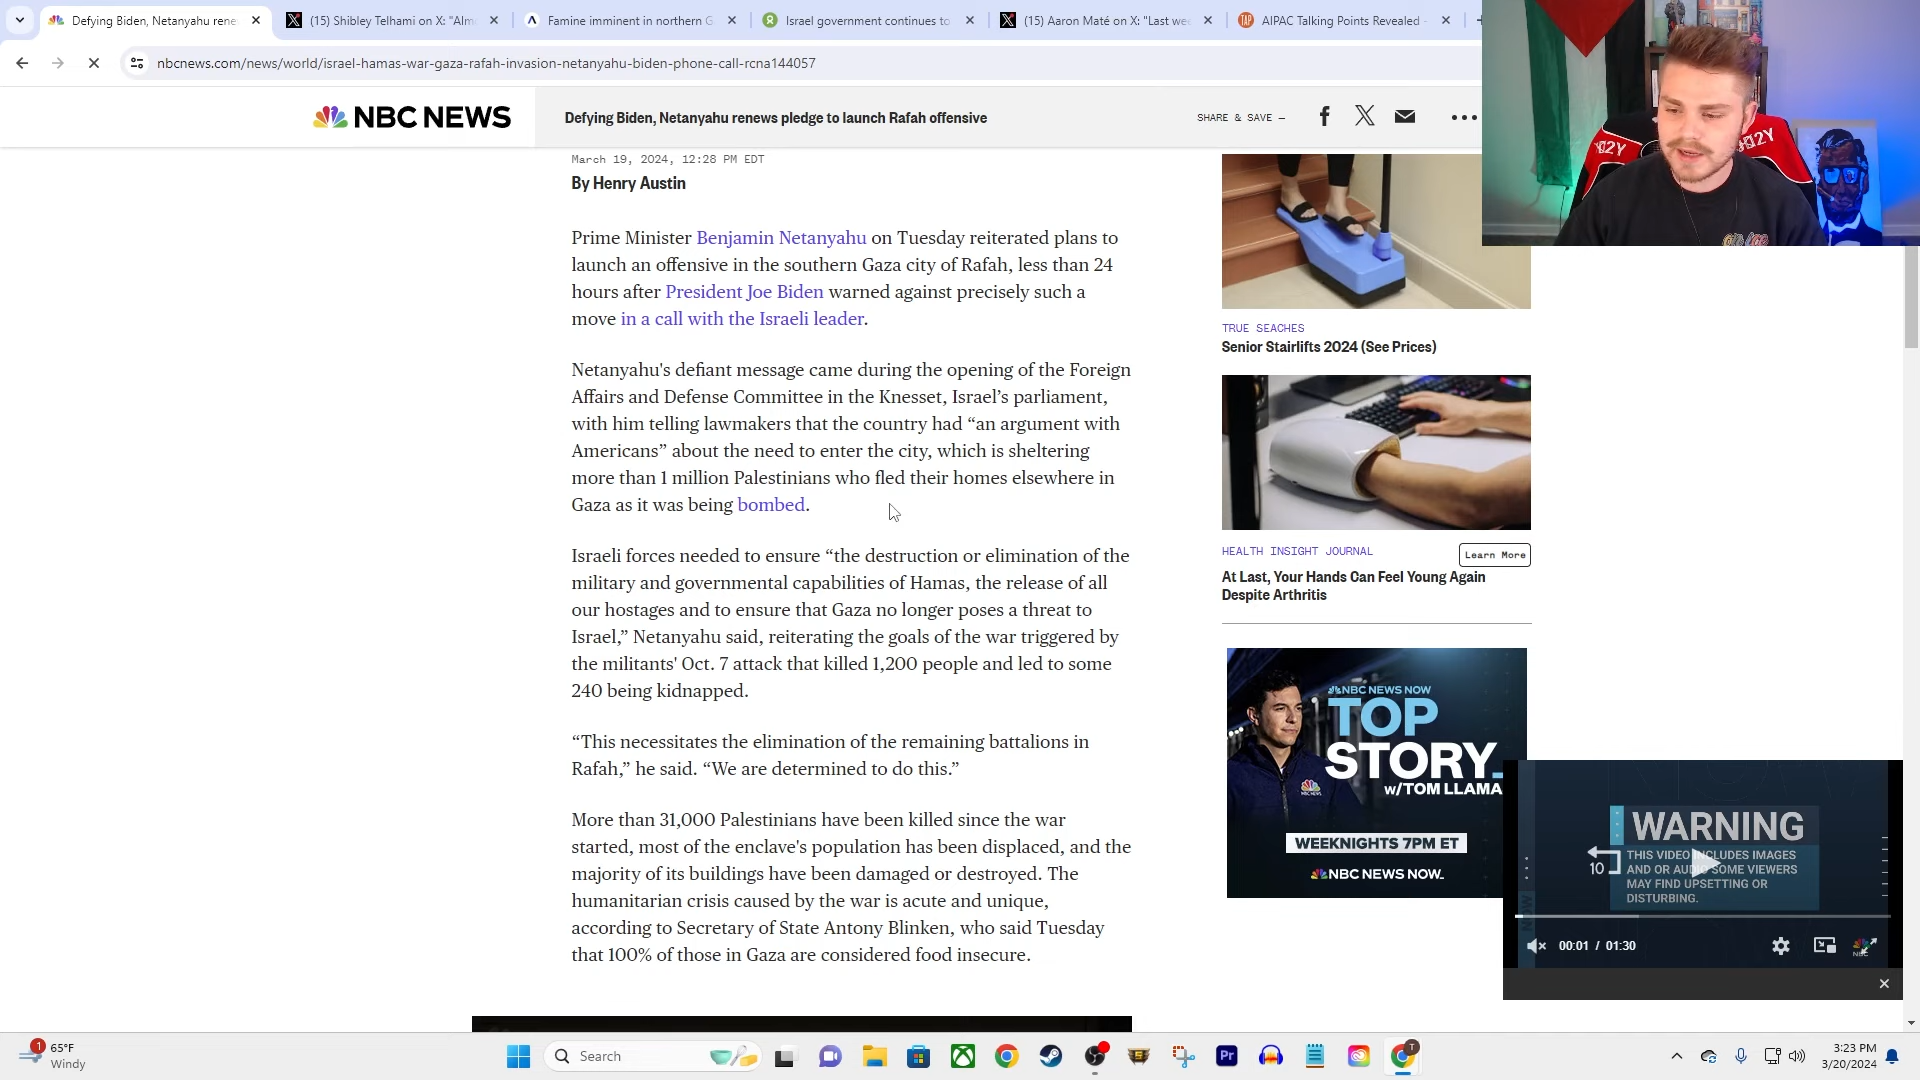 Defying Biden, Netanyahu rene
(15) Shibley Telhami on X: "Alm
Famine imminent in northern G
Israel government continues to
(15) Aaron Maté on X: "Last we
AIPAC Talking Points Revealed -
nbcnews.com/news/world/israel-hamas-war-gaza-rafah-invasion-netanyahu-biden-phone-call-rcna144057
NBC NEWS
Defying Biden, Netanyahu renews pledge to launch Rafah offensive
SHARE & SAVE —
March 19, 2024, 12:28 PM EDT
By Henry Austin
Prime Minister Benjamin Netanyahu on Tuesday reiterated plans to
launch an offensive in the southern Gaza city of Rafah, less than 24
hours after President Joe Biden warned against precisely such a
move in a call with the Israeli leader.
Netanyahu's defiant message came during the opening of the Foreign
Affairs and Defense Committee in the Knesset, Israel’s parliament,
with him telling lawmakers that the country had “an argument with
Americans” about the need to enter the city, which is sheltering
more than 1 million Palestinians who fled their homes elsewhere in
Gaza as it was being bombed.
Israeli forces needed to ensure “the destruction or elimination of the
military and governmental capabilities of Hamas, the release of all
our hostages and to ensure that Gaza no longer poses a threat to
Israel,” Netanyahu said, reiterating the goals of the war triggered by
the militants' Oct. 7 attack that killed 1,200 people and led to some
240 being kidnapped.
“This necessitates the elimination of the remaining battalions in
Rafah,” he said. “We are determined to do this.”
More than 31,000 Palestinians have been killed since the war
started, most of the enclave's population has been displaced, and the
majority of its buildings have been damaged or destroyed. The
humanitarian crisis caused by the war is acute and unique,
according to Secretary of State Antony Blinken, who said Tuesday
that 100% of those in Gaza are considered food insecure.
TRUE SEACHES
Senior Stairlifts 2024 (See Prices)
HEALTH INSIGHT JOURNAL
Learn More
At Last, Your Hands Can Feel Young Again
Despite Arthritis
NBC NEWS NOW
TOP
STORY
w/TOM LLAMA
WEEKNIGHTS 7PM ET
NBC NEWS NOW
WARNING
THIS VIDEO INCLUDES IMAGES
AND OR AUDIO SOME VIEWERS
MAY FIND UPSETTING OR
DISTURBING.
10
00:01 / 01:30
1
65°F
Windy
Search
Pr
T
3:23 PM
3/20/2024